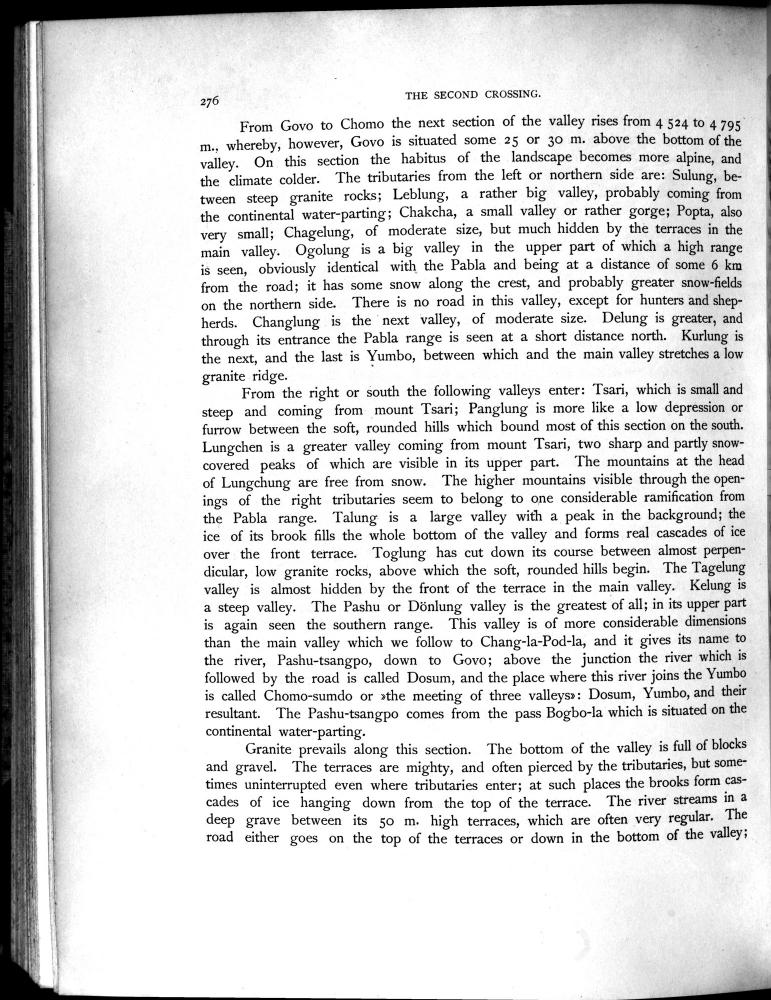 276
THE SECOND CROSSING.
From Govo to Chomo the next section of the valley rises from 4 524 to 4 795
m., whereby, however, Govo is situated some 25 or 30 m. above the bottom of the
valley. On this section the habitus of the landscape becomes more alpine, and
the climate colder. The tributaries from the left or northern side are: Sulung, be-
tween steep granite rocks; Leblung, a rather big valley, probably coming from
the continental water-parting; Chakcha, a small valley or rather gorge; Popta, also
very small; Chagelung, of moderate size, but much hidden by the terraces in the
main valley. Ogolung is a big valley in the upper part of which a high range
is seen, obviously identical with the Pabla and being at a distance of some 6 km
from the road; it has some snow along the crest, and probably greater snow-fields
on the northern side. There is no road in this valley, except for hunters and shep-
herds. Changlung is the next valley, of moderate size. Delung is greater, and
through its entrance the Pabla range is seen at a short distance north. Kurlung is
the next, and the last is Yumbo, between which and the main valley stretches a low
granite ridge.
From the right or south the following valleys enter: Tsari, which is small and
steep and coming from mount Tsari; Panglung is more like a low depression or
furrow between the soft, rounded hills which bound most of this section on the south.
Lungchen is a greater valley coming from mount Tsari, two sharp and partly snow-
covered peaks of which are visible in its upper part. The mountains at the head
of Lungchung are free from snow. The higher mountains visible through the open-
ings of the right tributaries seem to belong to one considerable ramification from
the Pabla range. Talung is a large valley with a peak in the background; the
ice of its brook fills the whole bottom of the valley and forms real cascades of ice
over the front terrace. Toglung has cut down its course between almost perpen-
dicular, low granite rocks, above which the soft, rounded hills begin. The Tagelung
valley is almost hidden by the front of the terrace in the main valley. Kelung is
a steep valley. The Pashu or Dönlung valley is the greatest of all; in its upper part
is again seen the southern range. This valley is of more considerable dimensions
than the main valley which we follow to Chang-la-Pod-la, and it gives its name to
the river, Pashu-tsangpo, down to Govo; above the junction the river which is
followed by the road is called Dosum, and the place where this river joins the Yumbo
is called Chomo-sumdo or »the meeting of three valleys»: Dosum, Yumbo, and their
resultant. The Pashu-tsangpo comes from the pass Bogbo-la which is situated on the
continental water-parting.
Granite prevails along this section. The bottom of the valley is full of blocks
and gravel. The terraces are mighty, and often pierced by the tributaries, but some-
times uninterrupted even where tributaries enter; at such places the brooks form cas-
cades of ice hanging down from the top of the terrace. The river streams in a
deep grave between its 50 m. high terraces, which are often very regular. The
road either goes on the top of the terraces or down in the bottom of the valley;